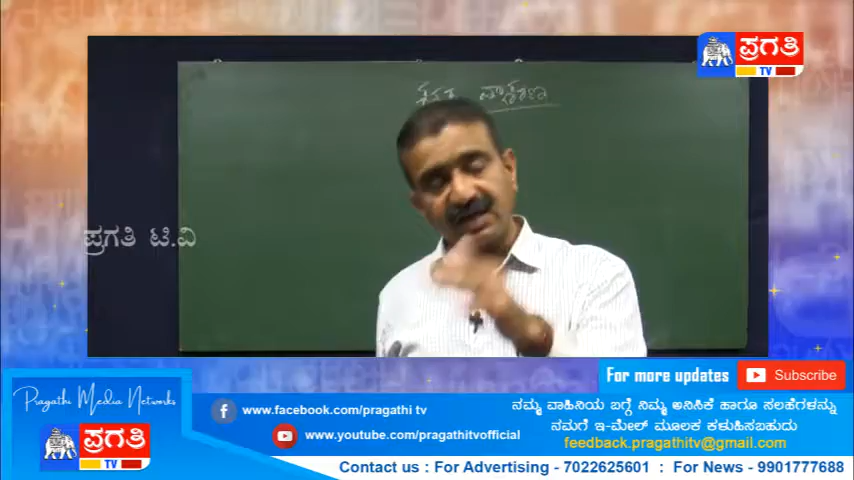 ಪ್ರಗತಿ
TV
ಪ್ರಗತಿ ಟಿ.ವಿ
For more updates
Subscribe
Pragathi Media Networks
ಪ್ರಗತಿ
TV
www.facebook.com/pragathi tv
www.youtube.com/pragathitvofficial
ನಮ್ಮ ವಾಹಿನಿಯ ಬಗ್ಗೆ ನಿಮ್ಮ ಅನಿಸಿಕೆ ಹಾಗೂ ಸಲಹೆಗಳನ್ನು
ನಮಗೆ ಇ-ಮೇಲ್ ಮೂಲಕ ಕಳುಹಿಸಬಹುದು
feedback.pragathitv@gmail.com
Contact us : For Advertising - 7022625601 : For News - 9901777688